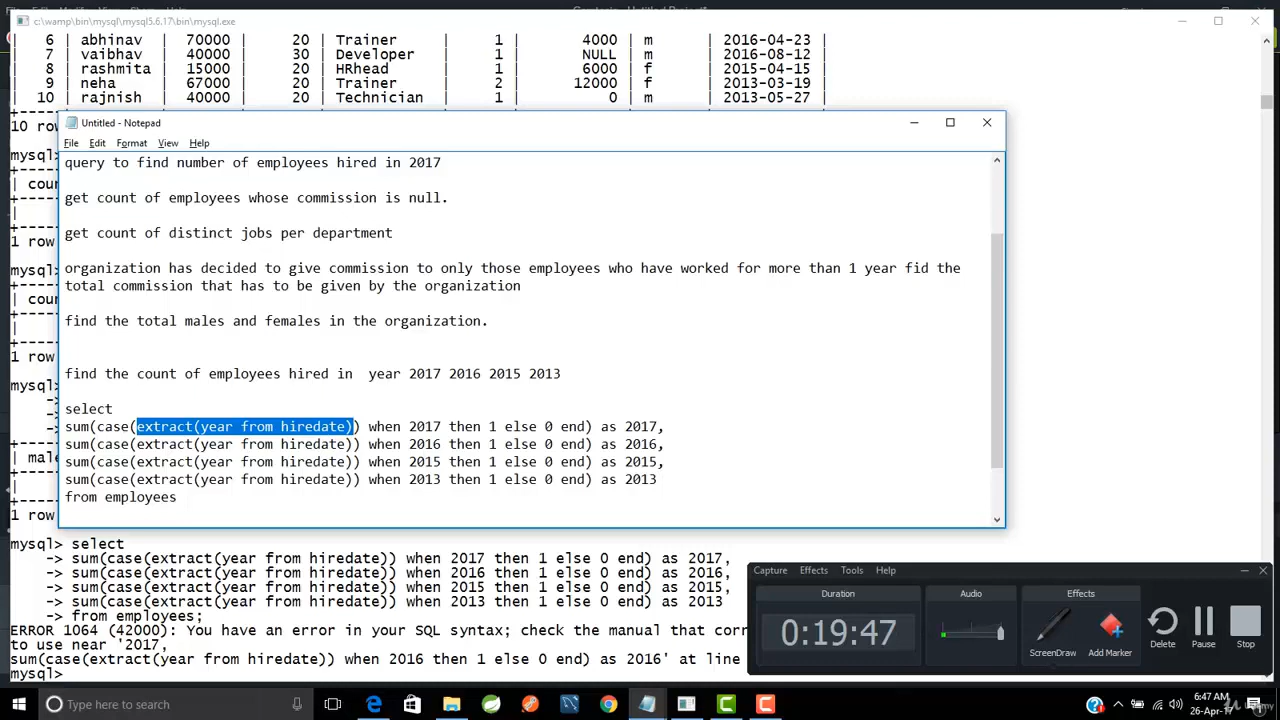 c:\wamp\bin\mysql\mysql5.6.17\bin\mysql.exe
| 6 | abhinav | 70000 | 20 | Trainer | 1 | 4000 | m | 2016-04-23 |
| 7 | vaibhav | 40000 | 30 | Developer | 1 | NULL | m | 2016-08-12 |
| 8 | rashmita | 15000 | 20 | HRhead | 1 | 6000 | f | 2015-04-15 |
| 9 | neha | 67000 | 20 | Trainer | 2 | 12000 | f | 2013-03-19 |
| 10 | rajnish | 40000 | 20 | Technician | 1 | 0 | m | 2013-05-27 |
10 row
mysql>
| cou
1 row
mysql>
| cou
1 row
mysql>
->
->
->
| mal
1 row
Untitled - Notepad
File Edit Format View Help
query to find number of employees hired in 2017
get count of employees whose commission is null.
get count of distinct jobs per department
organization has decided to give commission to only those employees who have worked for more than 1 year fid the
total commission that has to be given by the organization
find the total males and females in the organization.
find the count of employees hired in year 2017 2016 2015 2013
select
sum(case(extract(year from hiredate)) when 2017 then 1 else 0 end) as 2017,
sum(case(extract(year from hiredate)) when 2016 then 1 else 0 end) as 2016,
sum(case(extract(year from hiredate)) when 2015 then 1 else 0 end) as 2015,
sum(case(extract(year from hiredate)) when 2013 then 1 else 0 end) as 2013
from employees
mysql> select
-> sum(case(extract(year from hiredate)) when 2017 then 1 else 0 end) as 2017,
-> sum(case(extract(year from hiredate)) when 2016 then 1 else 0 end) as 2016,
-> sum(case(extract(year from hiredate)) when 2015 then 1 else 0 end) as 2015,
-> sum(case(extract(year from hiredate)) when 2013 then 1 else 0 end) as 2013
-> from employees;
ERROR 1064 (42000): You have an error in your SQL syntax; check the manual that corr
to use near '2017,
sum(case(extract(year from hiredate)) when 2016 then 1 else 0 end) as 2016' at line
mysql>
Capture Effects Tools Help
Duration Audio Effects
0:19:47
ScreenDraw Add Marker Delete Pause Stop
Type here to search
6:47 AM
26-Apr-17